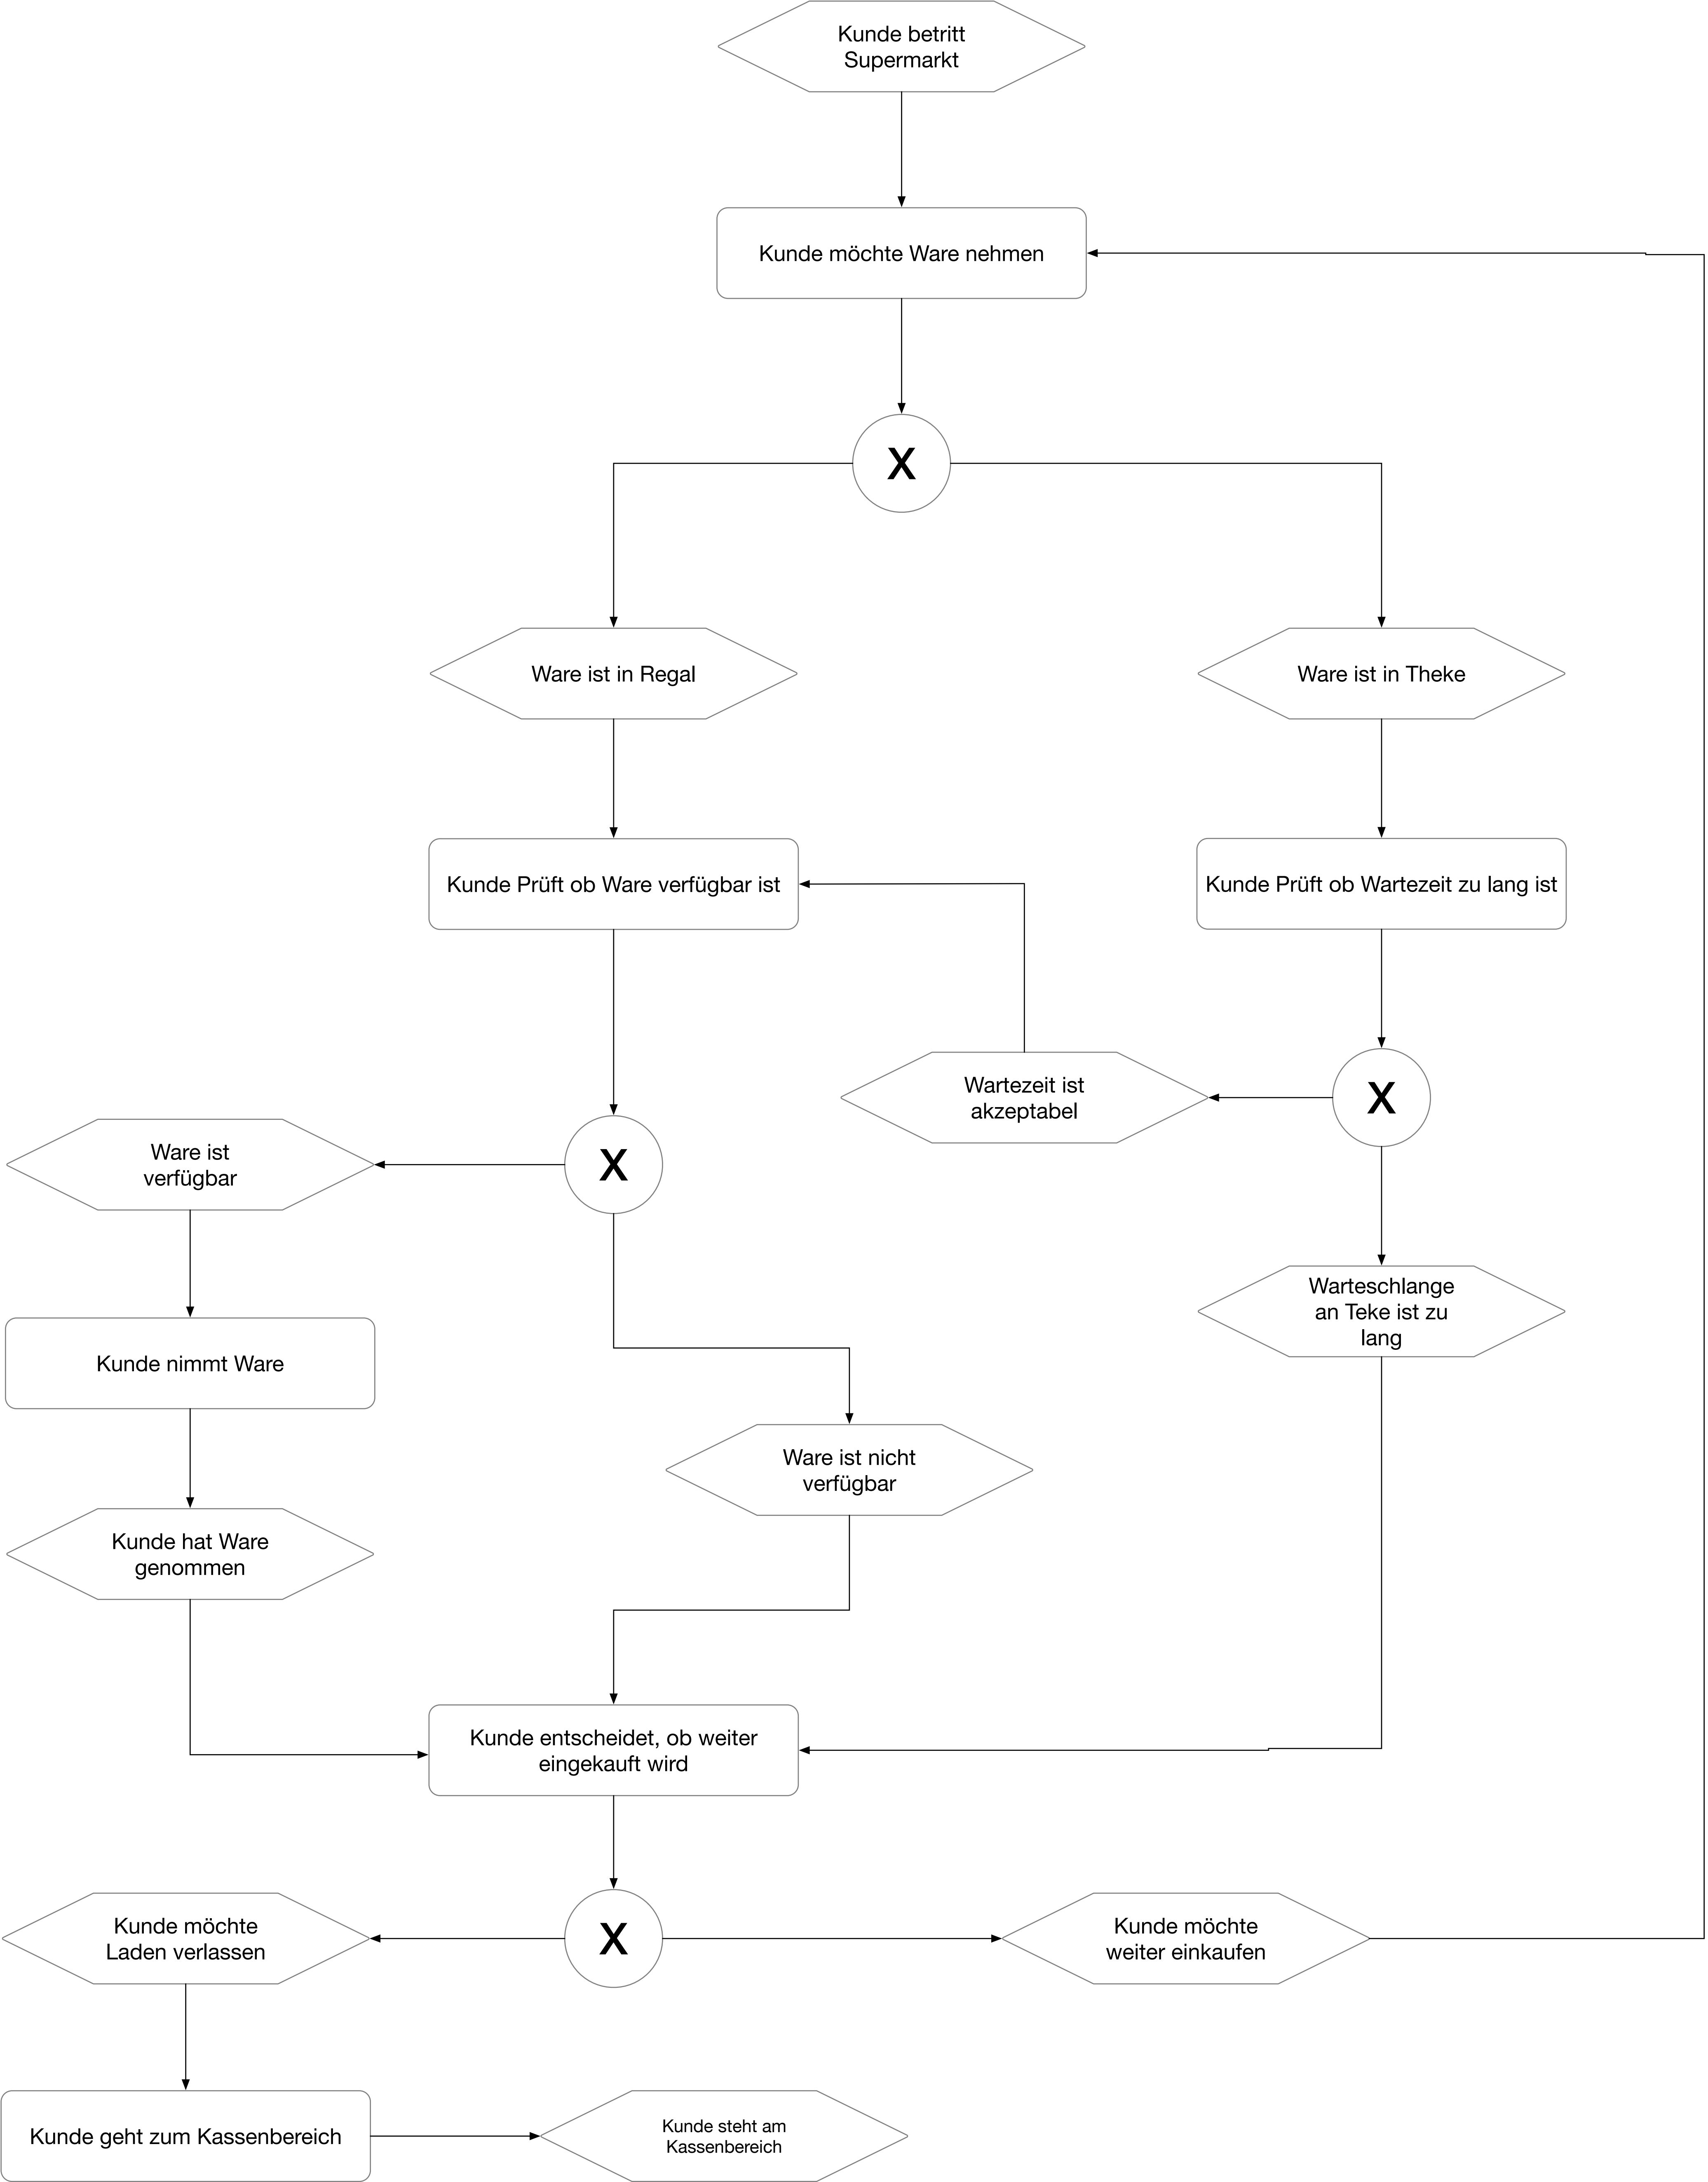 Kunde betritt
Supermarkt
Kunde möchte Ware nehmen
X
Ware ist in Regal
Ware ist in Theke
Kunde Prüft ob Ware verfügbar ist
Kunde Prüft ob Wartezeit zu lang ist
Wartezeit ist
akzeptabel
X
Ware ist
verfügbar
X
Warteschlange
an Teke ist zu
lang
Kunde nimmt Ware
Ware ist nicht
verfügbar
Kunde hat Ware
genommen
Kunde entscheidet, ob weiter
eingekauft wird
Kunde möchte
Laden verlassen
X
Kunde möchte
weiter einkaufen
Kunde geht zum Kassenbereich
Kunde steht am
Kassenbereich